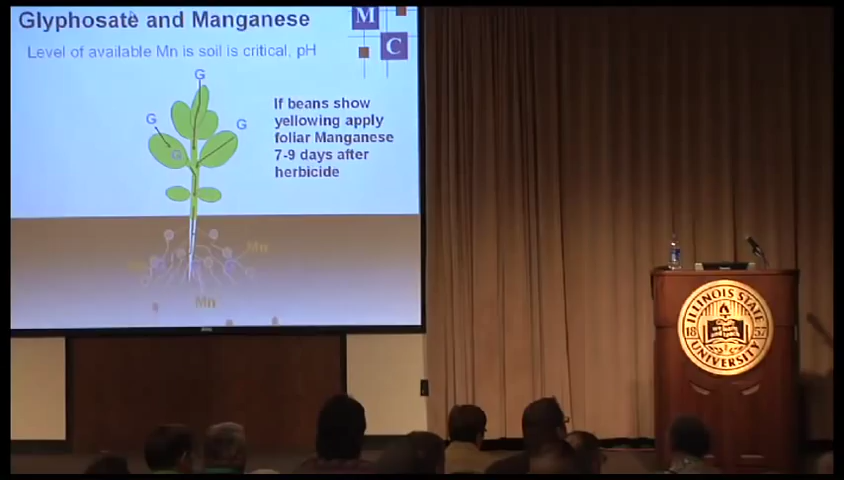 Glyphosate and Manganese
M
C
Level of available Mn is soil is critical, pH
G
G
G
G
If beans show
yellowing apply
foliar Manganese
7-9 days after
herbicide
Mn
Mn
ILLINOIS STATE
18 57
UNIVERSITY